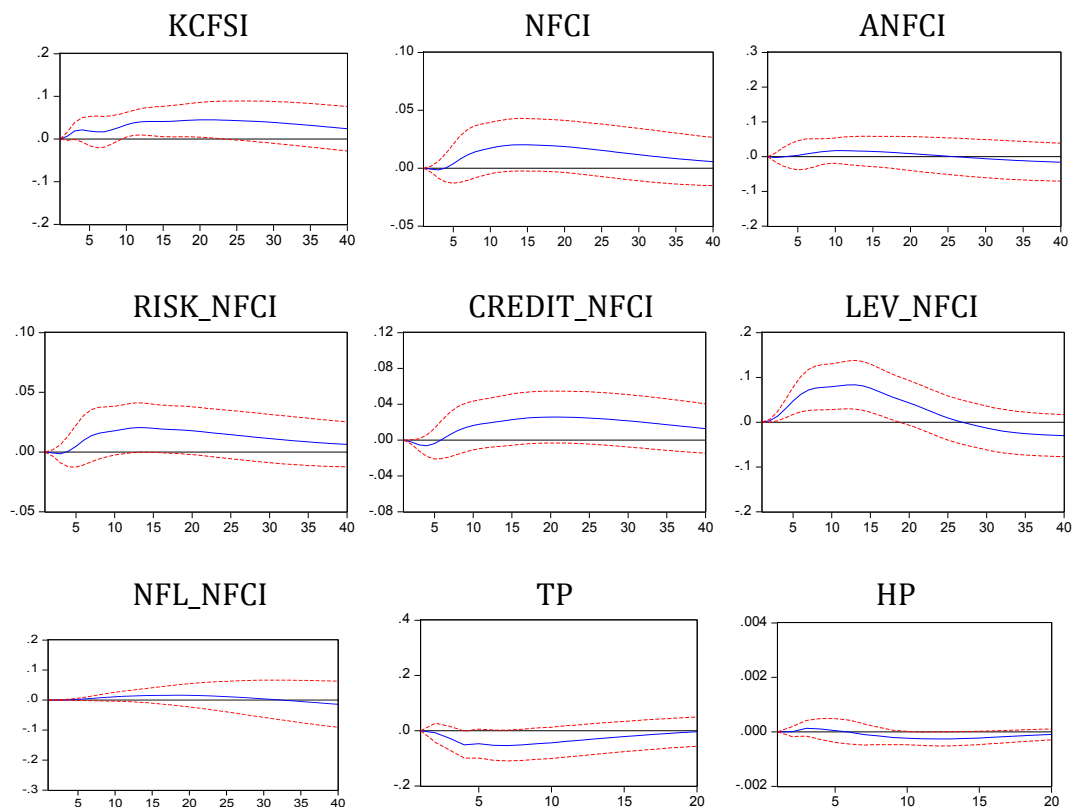 KCFSI NFCI ANFCI
.2 .10 .3
.2
.1 .05
.1
.0 .00 .0
-.1
-.1
-.2 -.05 -.2
5 10 15 20 25 30 35 40 5 10 15 20 25 30 35 40 5 10 15 20 25 30 35 40
RISK_NFCI CREDIT_NFCI LEV_NFCI
.10 .12 .2
.08
.05 .1
.04
.00 .00 .0
-.04 -.1
-.05 -.08 -.2
5 10 15 20 25 30 35 40 5 10 15 20 25 30 35 40 5 10 15 20 25 30 35 40
NFL_NFCI TP HP
.2 .4 .004
.1
.2 .002
.0
-.1 .0 .000
-.2
-.3 -.2 -.002
5 10 15 20 25 30 35 40 5 10 15 20 5 10 15 20